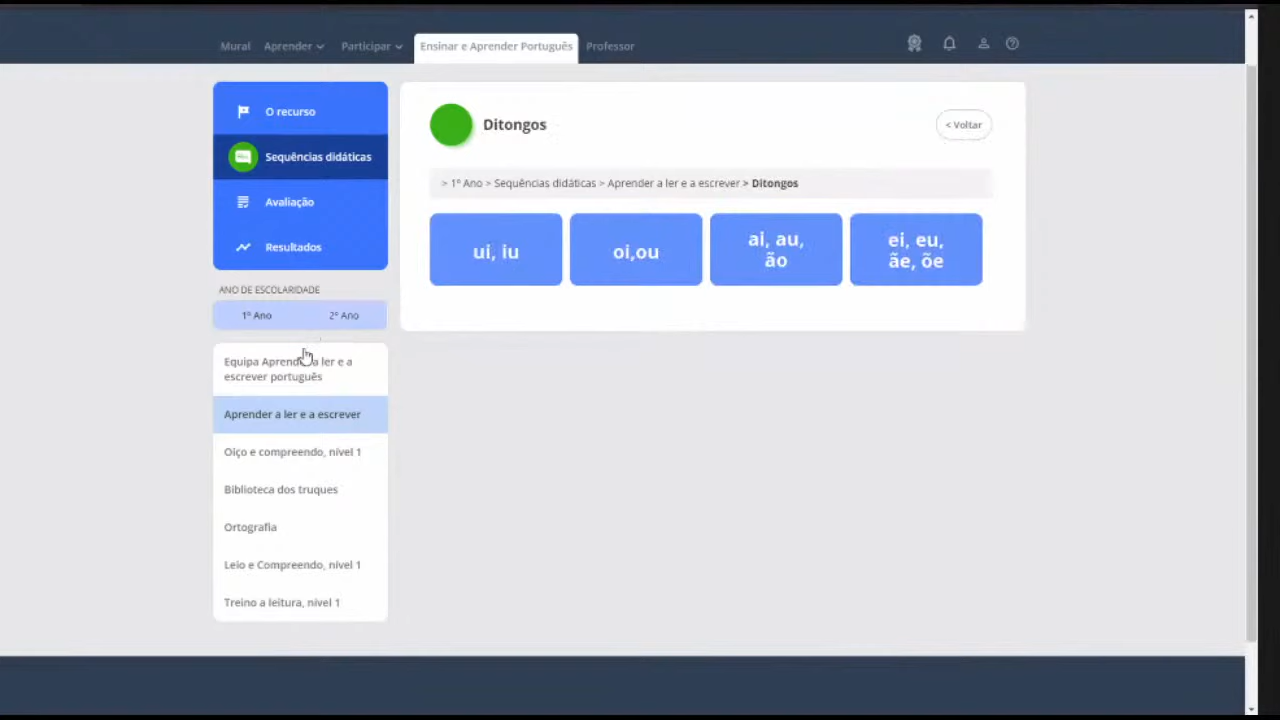 Mural Aprender Participar Ensinar e Aprender Português Professor
O recurso
Sequências didáticas
Avaliação
Resultados
ANO DE ESCOLARIDADE
1º Ano 2º Ano
Equipa Aprender a ler e a
escrever português
Aprender a ler e a escrever
Oiço e compreendo, nível 1
Biblioteca dos truques
Ortografia
Leio e Compreendo, nível 1
Treino a leitura, nível 1
Ditongos
< Voltar
> 1º Ano > Sequências didáticas > Aprender a ler e a escrever > Ditongos
ui, iu
oi,ou
ai, au,
ão
ei, eu,
ãe, õe